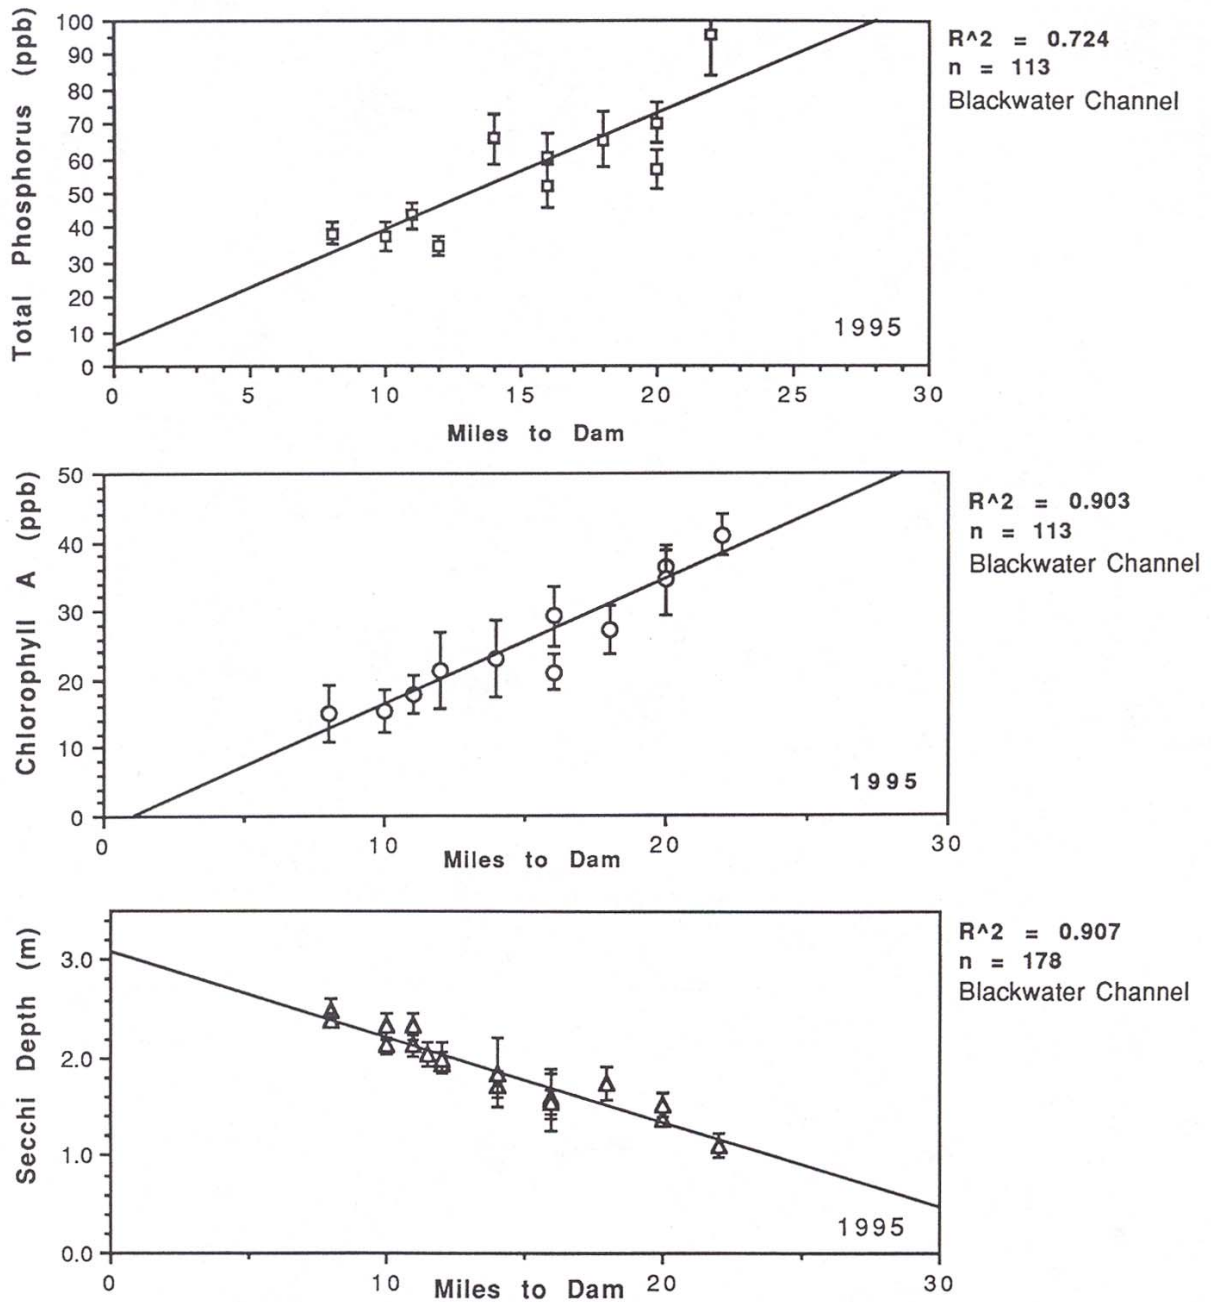 Total Phosphorus (ppb)
100
90
80
70
60
50
40
30
20
10
0
0 5 10 15 20 25 30
Miles to Dam
1995
R^2 = 0.724
n = 113
Blackwater Channel
Chlorophyll A (ppb)
50
40
30
20
10
0
0 10 20 30
Miles to Dam
1995
R^2 = 0.903
n = 113
Blackwater Channel
Secchi Depth (m)
3.0
2.0
1.0
0.0
0 10 20 30
Miles to Dam
1995
R^2 = 0.907
n = 178
Blackwater Channel